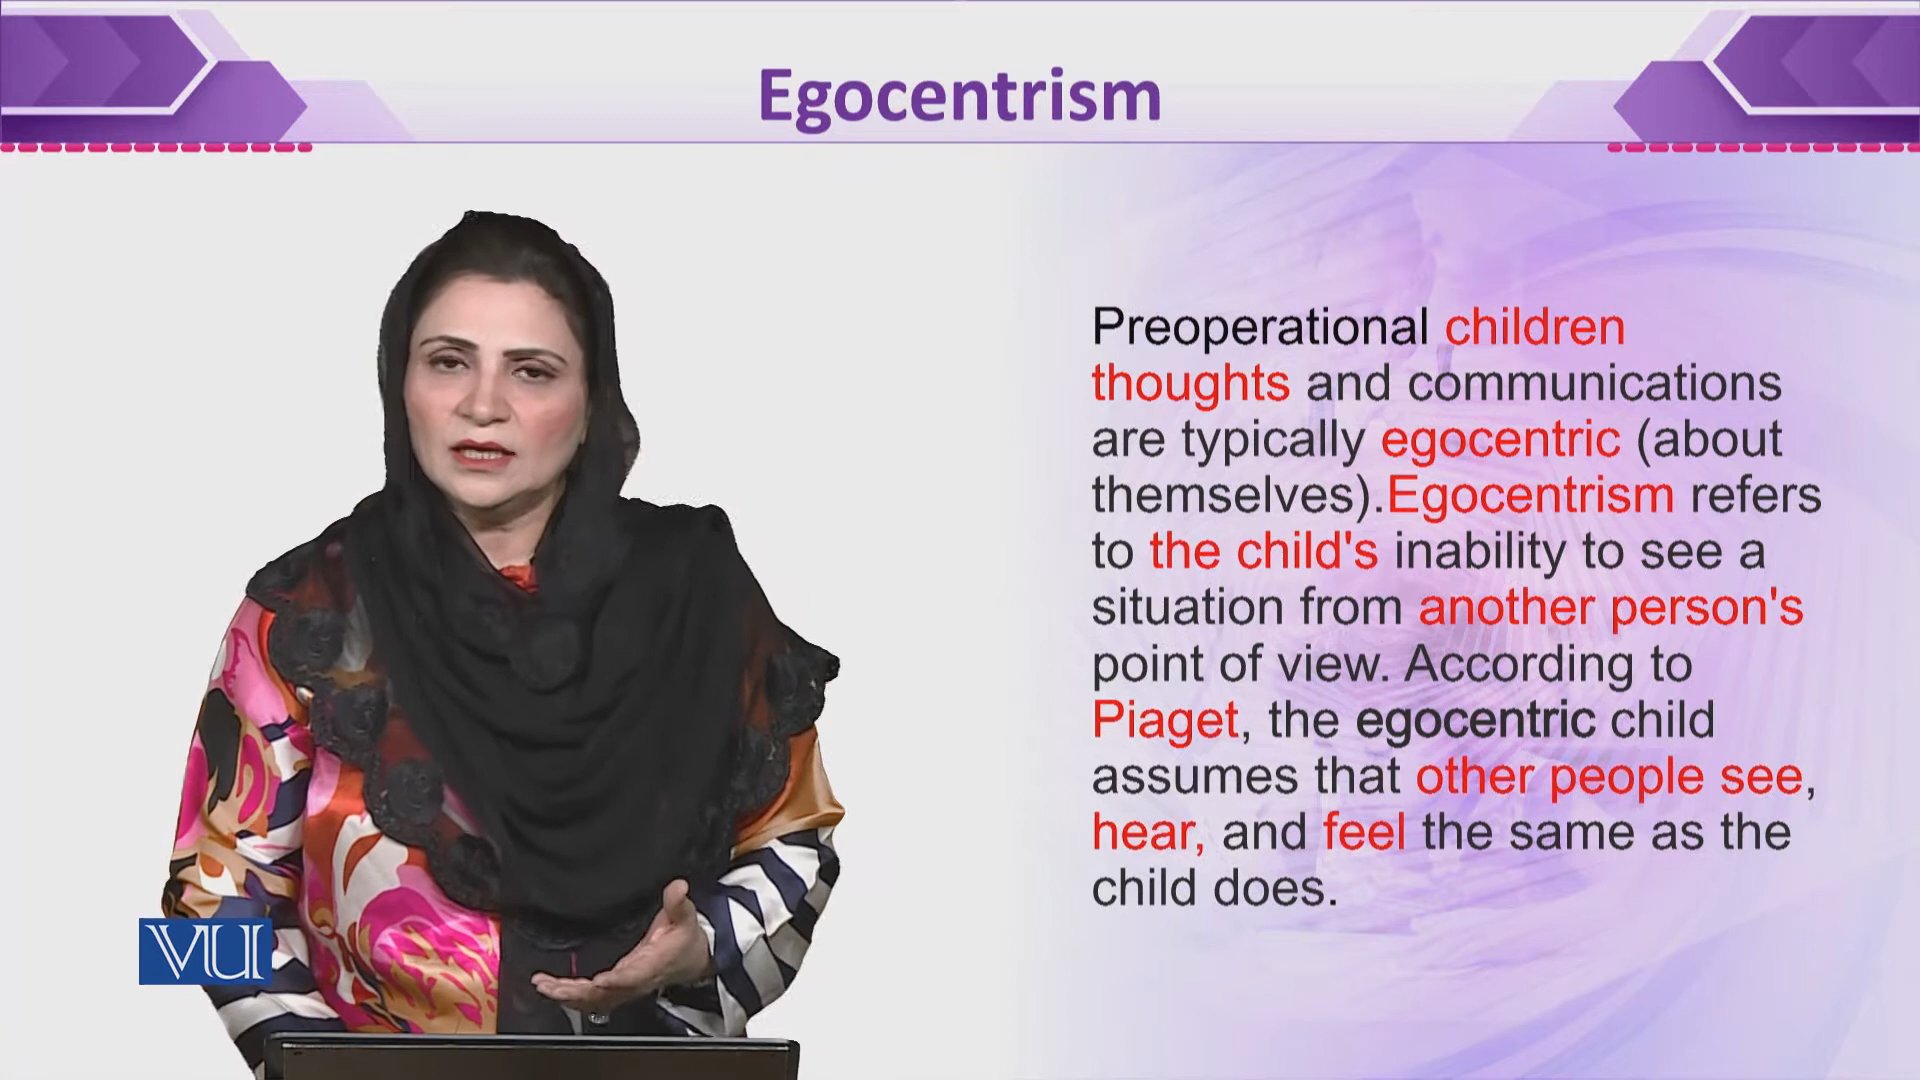 Egocentrism
Preoperational children
thoughts and communications
are typically egocentric (about
themselves).Egocentrism refers
to the child's inability to see a
situation from another person's
point of view. According to
Piaget, the egocentric child
assumes that other people see,
hear, and feel the same as the
child does.
VU